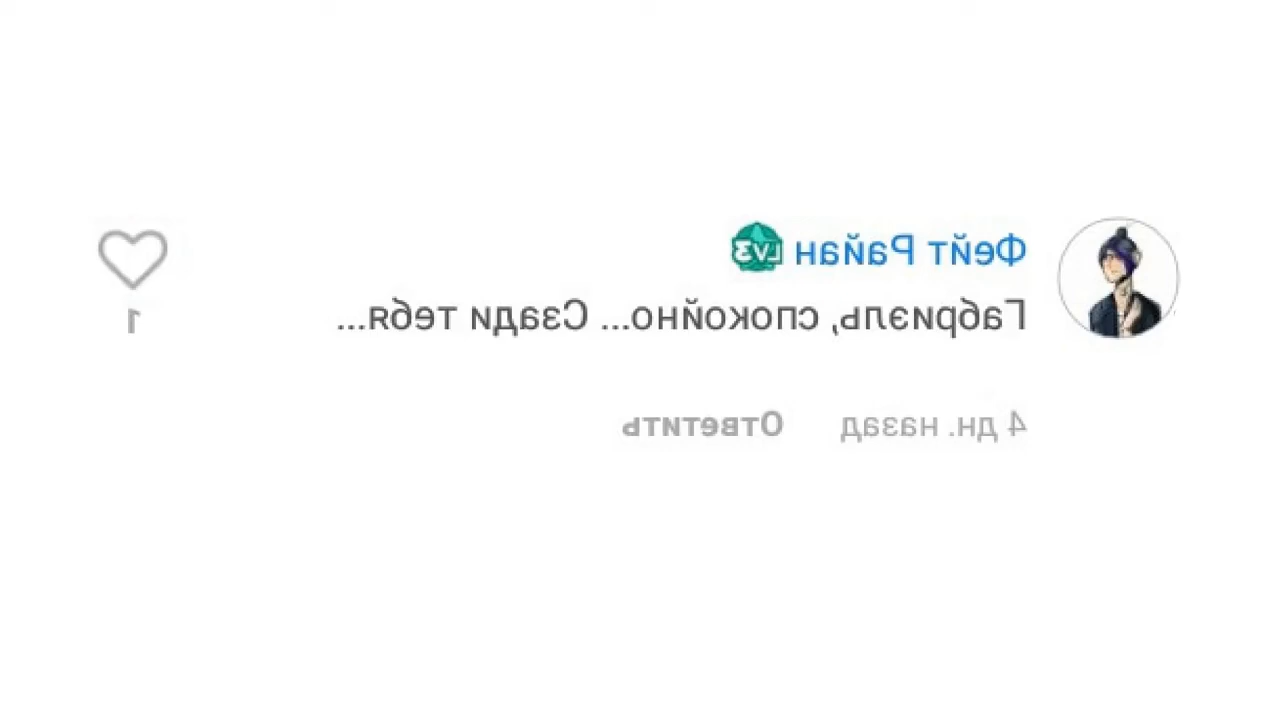 Фейт Райан LV3
Габриэль, спокойно... Сзади тебя...
1
4 дн. назад Ответить